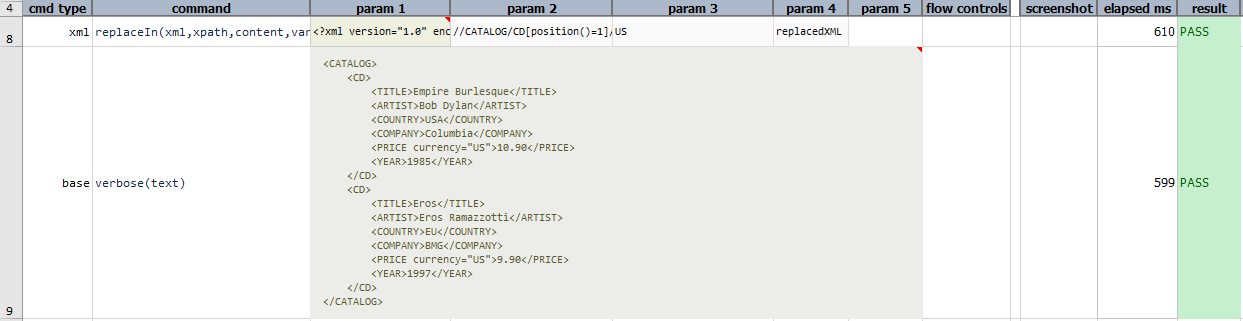 4 cmd type command param 1 param 2 param 3 param 4 param 5 flow controls screenshot elapsed ms result
8 xml replaceIn(xml,xpath,content,var <?xml version="1.0" enc //CATALOG/CD[position()=1]/ US replacedXML 610 PASS
<CATALOG>
<CD>
<TITLE>Empire Burlesque</TITLE>
<ARTIST>Bob Dylan</ARTIST>
<COUNTRY>USA</COUNTRY>
<COMPANY>Columbia</COMPANY>
<PRICE currency="US">10.90</PRICE>
<YEAR>1985</YEAR>
</CD>
base verbose(text) <CD> 599 PASS
<TITLE>Eros</TITLE>
<ARTIST>Eros Ramazzotti</ARTIST>
<COUNTRY>EU</COUNTRY>
<COMPANY>BMG</COMPANY>
<PRICE currency="US">9.90</PRICE>
<YEAR>1997</YEAR>
</CD>
</CATALOG>
9